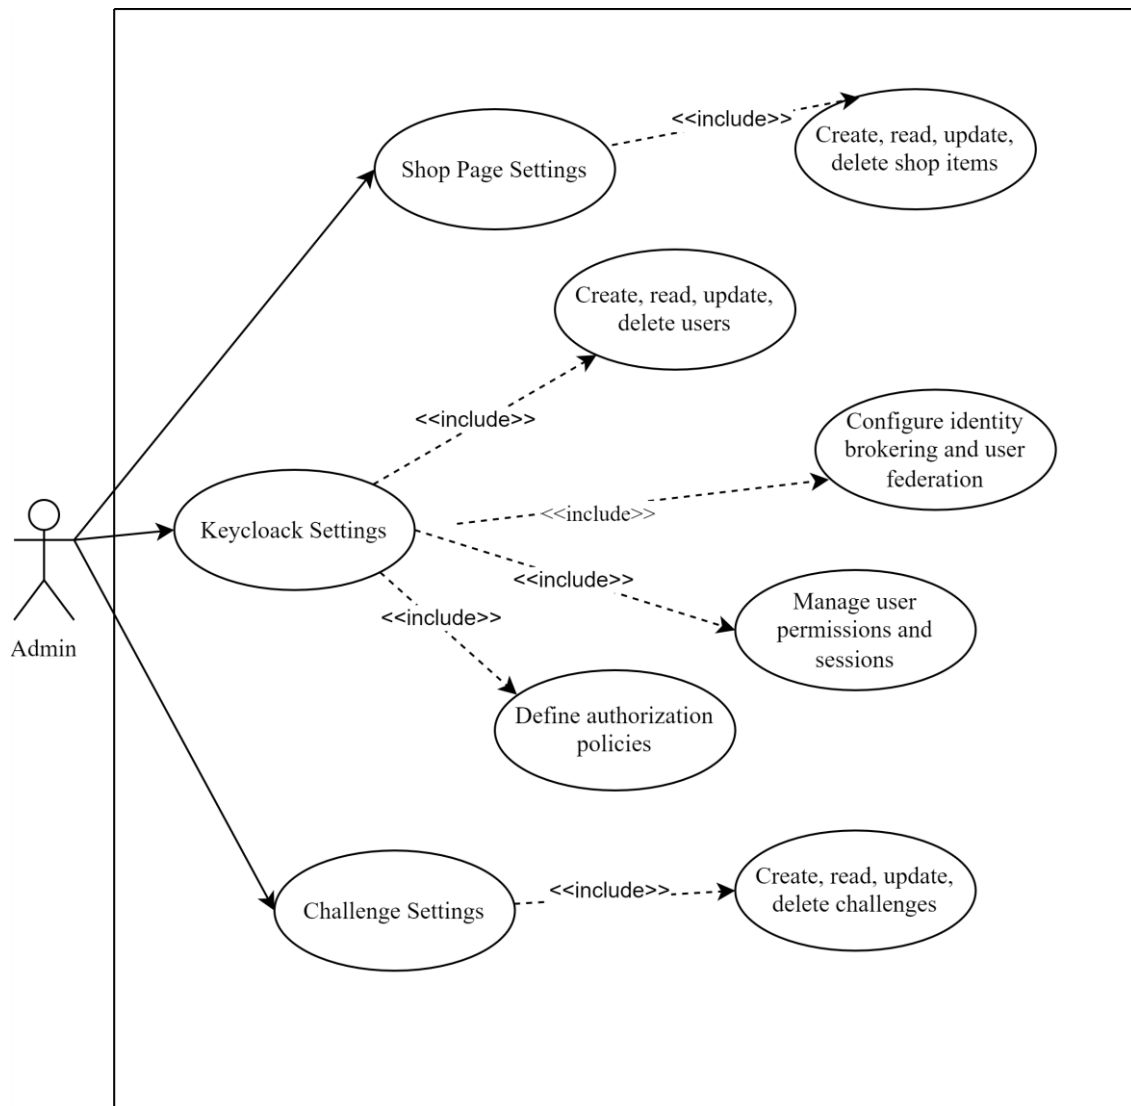 <<include>>
Create, read, update,
delete shop items
Shop Page Settings
Create, read, update,
delete users
<<include>>
Configure identity
brokering and user
federation
<<include>>
Keycloack Settings
<<include>>
Manage user
permissions and
sessions
<<include>>
Admin
Define authorization
policies
Create, read, update,
delete challenges
<<include>>
Challenge Settings